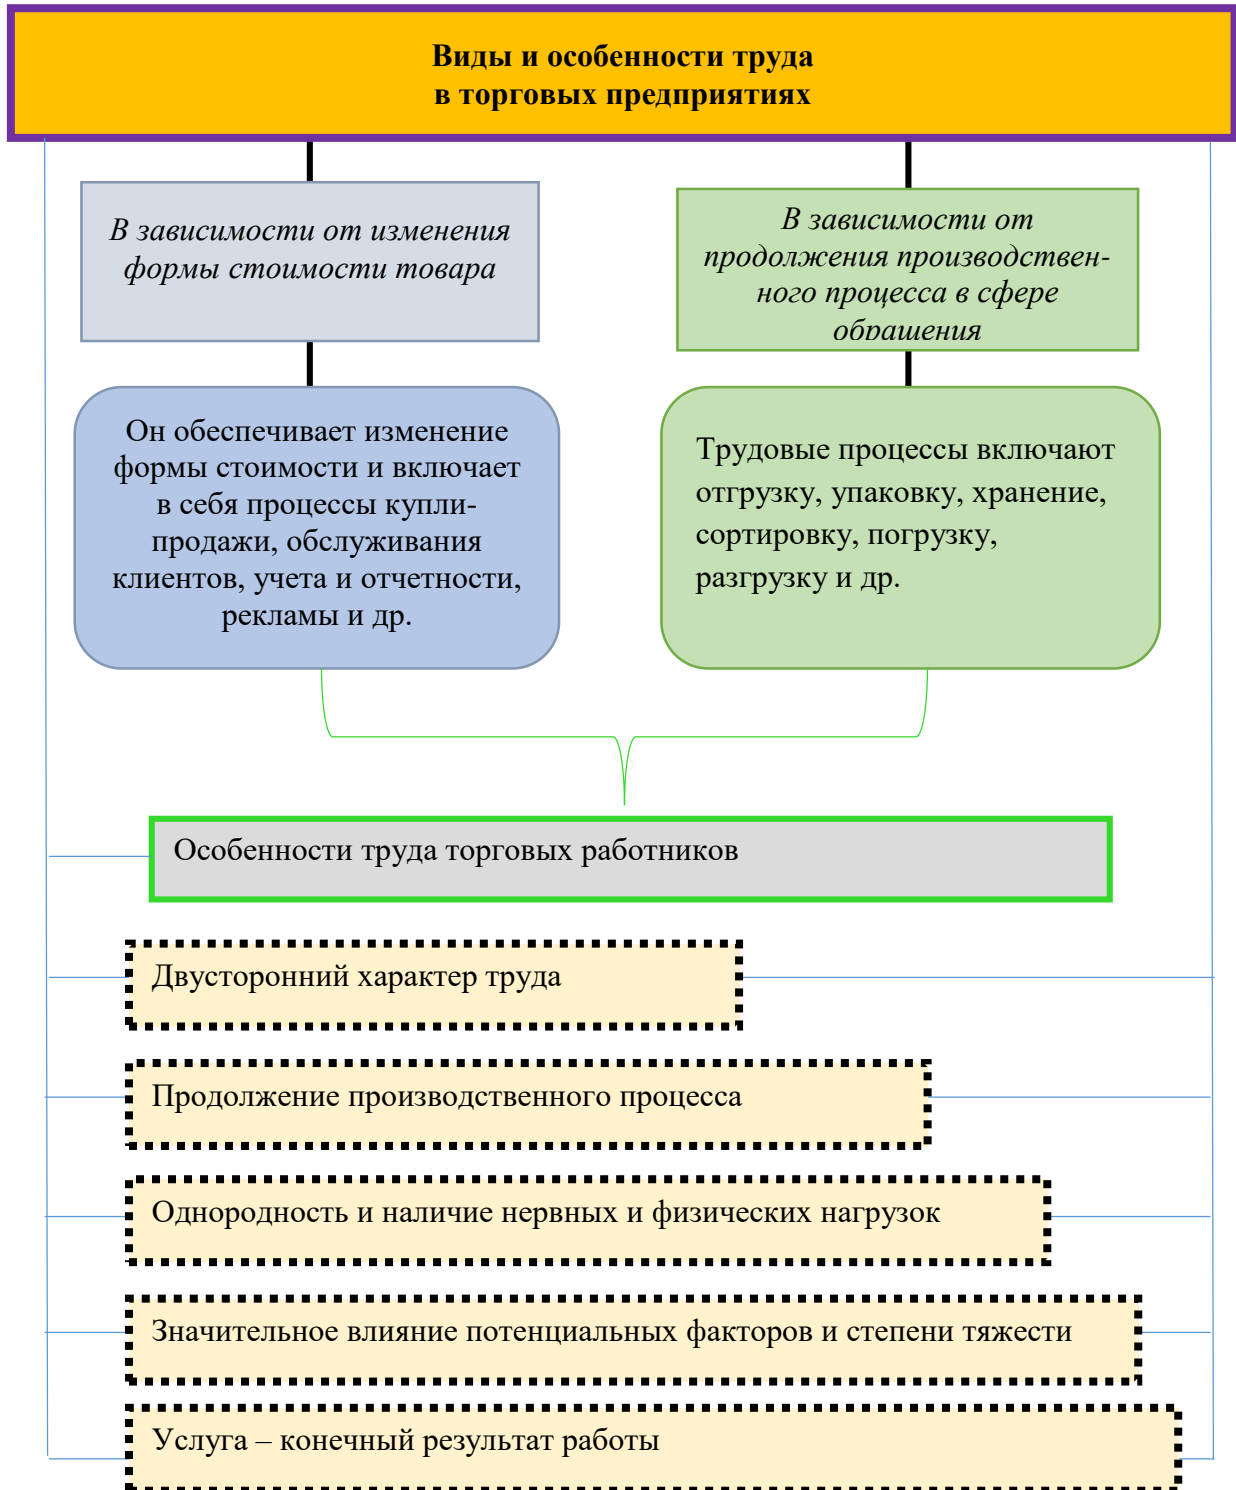 Виды и особенности труда
в торговых предприятиях
В зависимости от изменения
формы стоимости товара
В зависимости от
продолжения производствен-
ного процесса в сфере
обращения
Он обеспечивает изменение
формы стоимости и включает
в себя процессы купли-
продажи, обслуживания
клиентов, учета и отчетности,
рекламы и др.
Трудовые процессы включают
отгрузку, упаковку, хранение,
сортировку, погрузку,
разгрузку и др.
Особенности труда торговых работников
Двусторонний характер труда
Продолжение производственного процесса
Однородность и наличие нервных и физических нагрузок
Значительное влияние потенциальных факторов и степени тяжести
Услуга – конечный результат работы